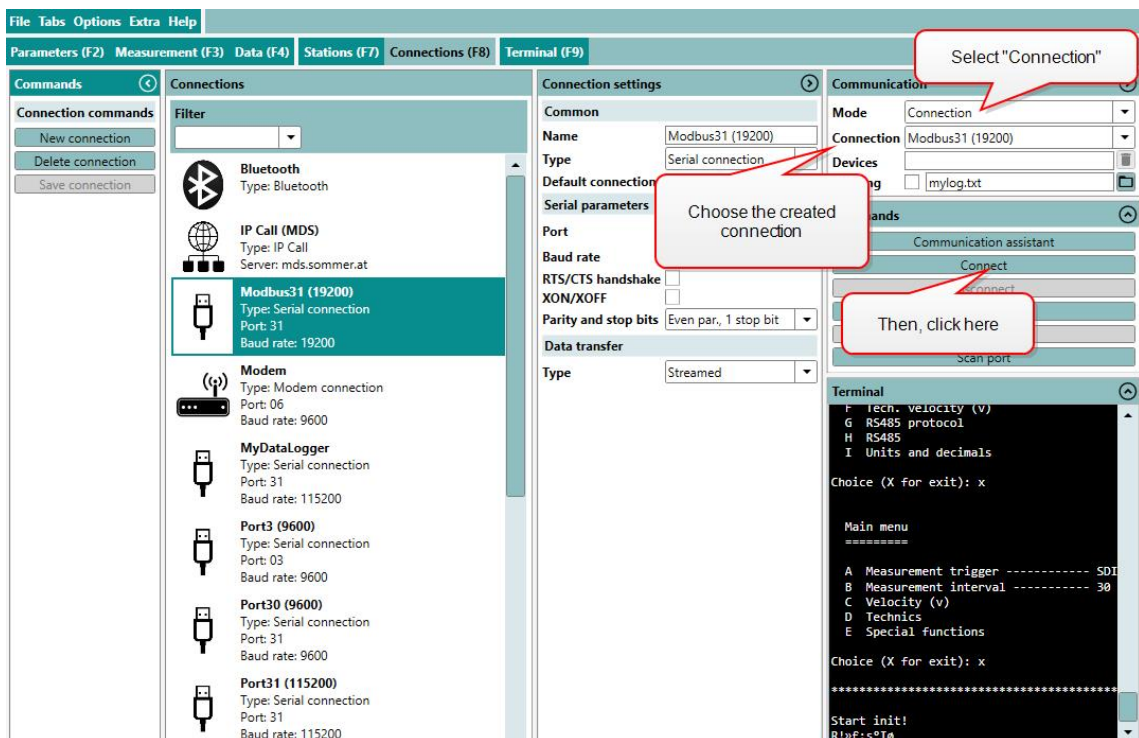 File Tabs Options Extra Help
Parameters (F2) Measurement (F3) Data (F4) Stations (F7) Connections (F8) Terminal (F9)
Select "Connection"
Commands
Connection commands
New connection
Delete connection
Save connection
Connections
Filter
Bluetooth
Type: Bluetooth
IP Call (MDS)
Type: IP Call
Server: mds.sommer.at
Modbus31 (19200)
Type: Serial connection
Port: 31
Baud rate: 19200
Modem
Type: Modem connection
Port: 06
Baud rate: 9600
MyDataLogger
Type: Serial connection
Port: 31
Baud rate: 115200
Port3 (9600)
Type: Serial connection
Port: 03
Baud rate: 9600
Port30 (9600)
Type: Serial connection
Port: 31
Baud rate: 9600
Port31 (115200)
Type: Serial connection
Port: 31
Baud rate: 115200
Connection settings
Common
Name Modbus31 (19200)
Type Serial connection
Default connection
Serial parameters
Port
Baud rate
RTS/CTS handshake
XON/XOFF
Parity and stop bits Even par., 1 stop bit
Data transfer
Type Streamed
Choose the created
connection
Communication
Mode Connection
Connection Modbus31 (19200)
Devices
mylog.txt
Communication assistant
Connect
Then, click here
Scan port
Terminal
F Tech. velocity (v)
G RS485 protocol
H RS485
I Units and decimals
Choice (X for exit): x
Main menu
=========
A Measurement trigger ------------ SDI
B Measurement interval ----------- 30
C Velocity (v)
D Technics
E Special functions
Choice (X for exit): x
*****************************************
Start init!